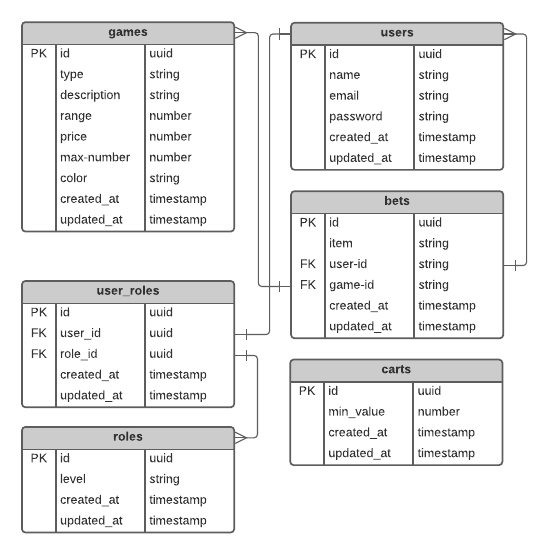 games
PK id uuid
type string
description string
range number
price number
max-number number
color string
created_at timestamp
updated_at timestamp
users
PK id uuid
name string
email string
password string
created_at timestamp
updated_at timestamp
bets
PK id uuid
item string
FK user-id string
FK game-id string
created_at timestamp
updated_at timestamp
user_roles
PK id uuid
FK user_id uuid
FK role_id uuid
created_at timestamp
updated_at timestamp
carts
PK id uuid
min_value number
created_at timestamp
updated_at timestamp
roles
PK id uuid
level string
created_at timestamp
updated_at timestamp